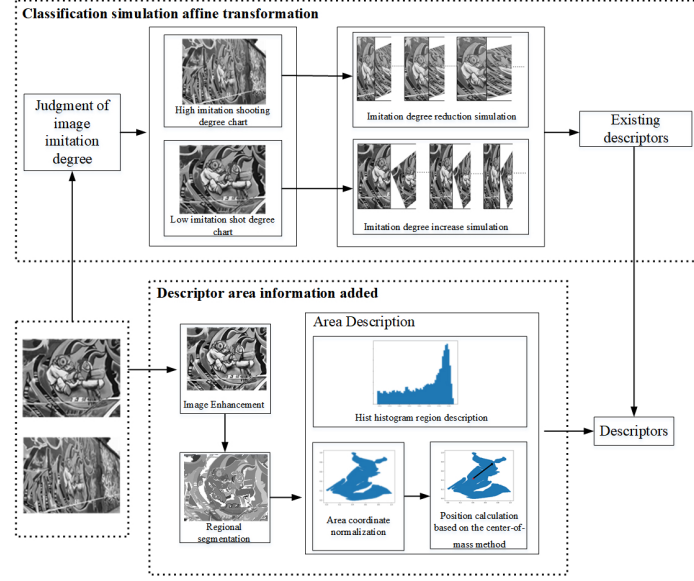 Classification simulation affine transformation
Judgment of
image
imitation
degree
High imitation shooting
degree chart
Low imitation shot degree
chart
Imitation degree reduction simulation
Imitation degree increase simulation
Existing
descriptors
Descriptor area information added
Image Enhancement
Regional
segmentation
Area Description
Hist histogram region description
Area coordinate
normalization
Position calculation
based on the center-of-
mass method
Descriptors